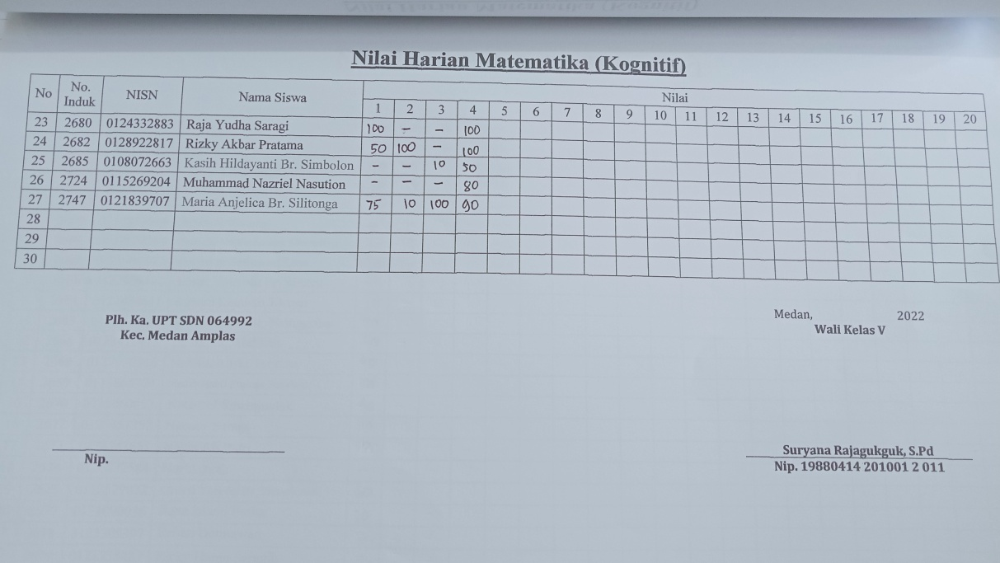 Nilai Harian Matematika (Kognitif)
No No. Induk NISN Nama Siswa Nilai
1 2 3 4 5 6 7 8 9 10 11 12 13 14 15 16 17 18 19 20
23 2680 0124332883 Raja Yudha Saragi 100 - - 100
24 2682 0128922817 Rizky Akbar Pratama 50 100 - 100
25 2685 0108072663 Kasih Hildayanti Br. Simbolon - - 10 50
26 2724 0115269204 Muhammad Nazriel Nasution - - - 80
27 2747 0121839707 Maria Anjelica Br. Silitonga 75 10 100 90
28
29
30
Plh. Ka. UPT SDN 064992
Kec. Medan Amplas
Medan, 2022
Wali Kelas V
Nip.
Suryana Rajagukguk, S.Pd
Nip. 19880414 201001 2 011